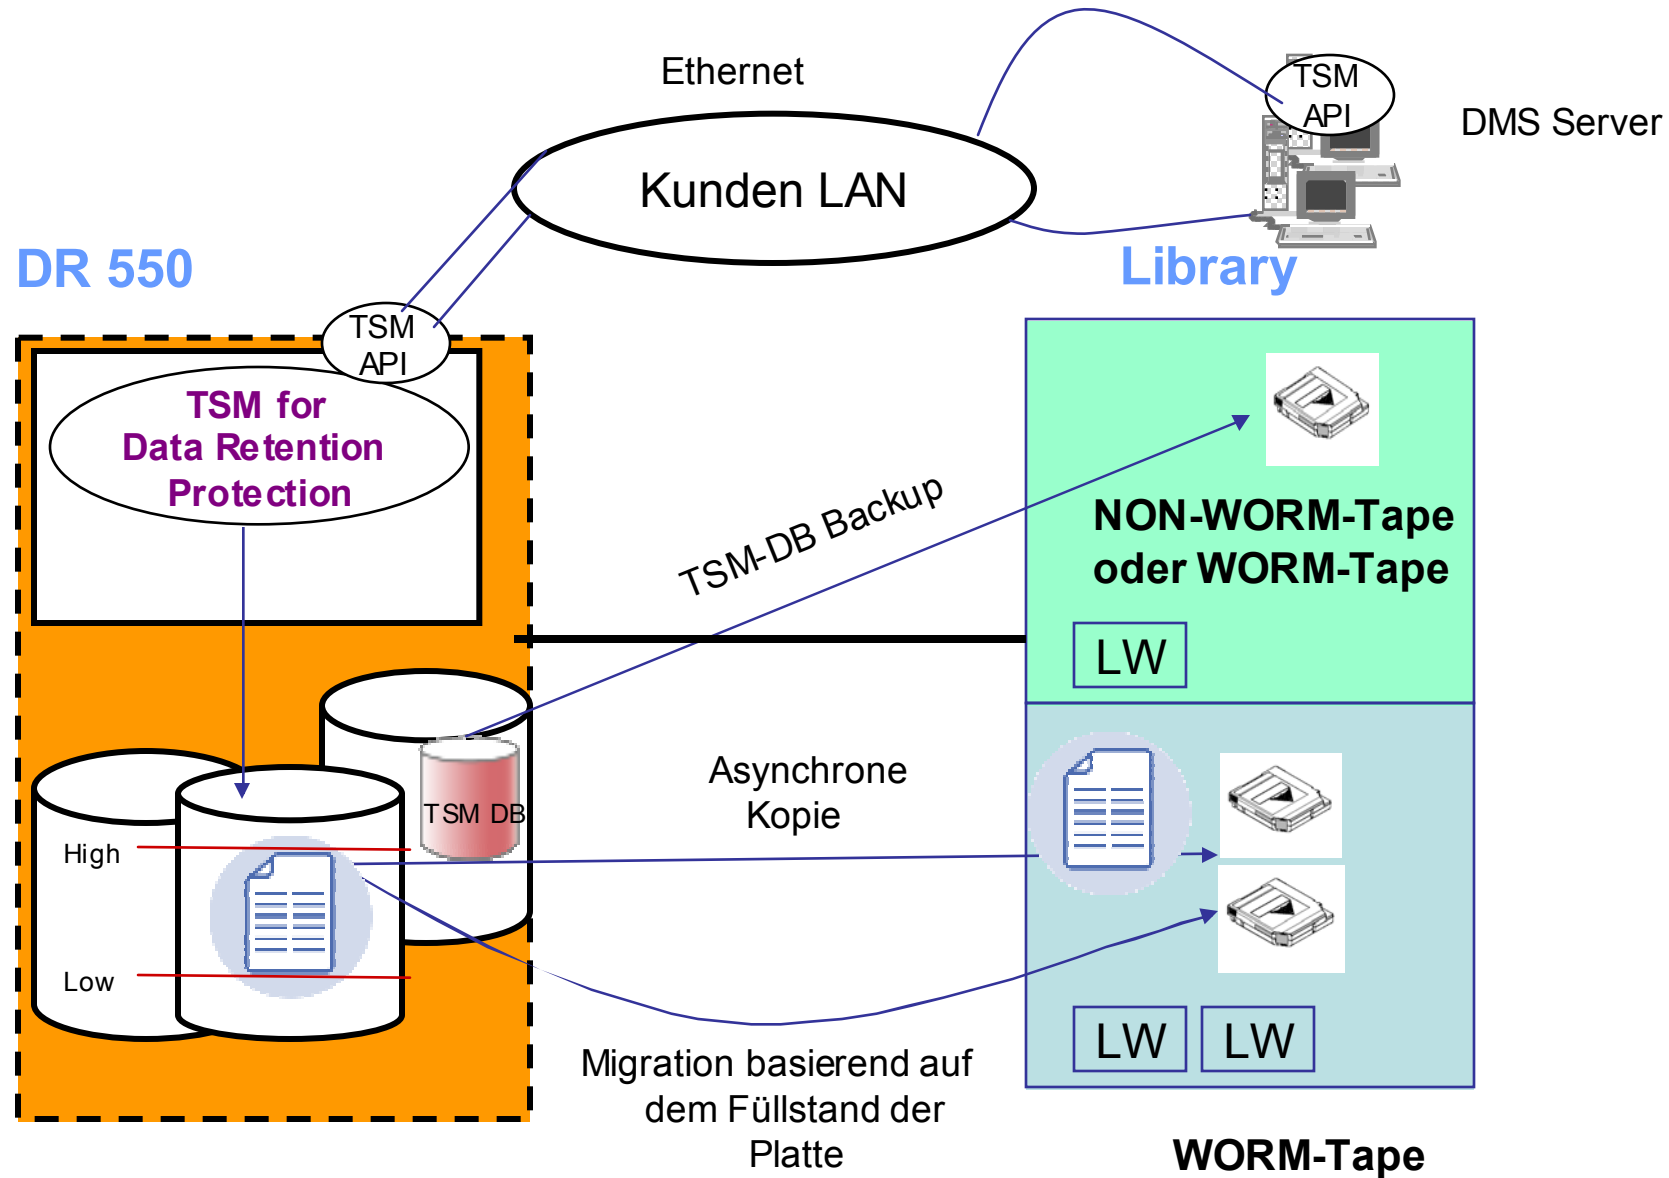 Ethernet
TSM
API
DMS Server
Kunden LAN
DR 550
Library
TSM
API
TSM for
Data Retention
Protection
TSM-DB Backup
NON-WORM-Tape
oder WORM-Tape
LW
Asynchrone
Kopie
TSM DB
High
Low
LW
LW
Migration basierend auf
dem Füllstand der
Platte
WORM-Tape